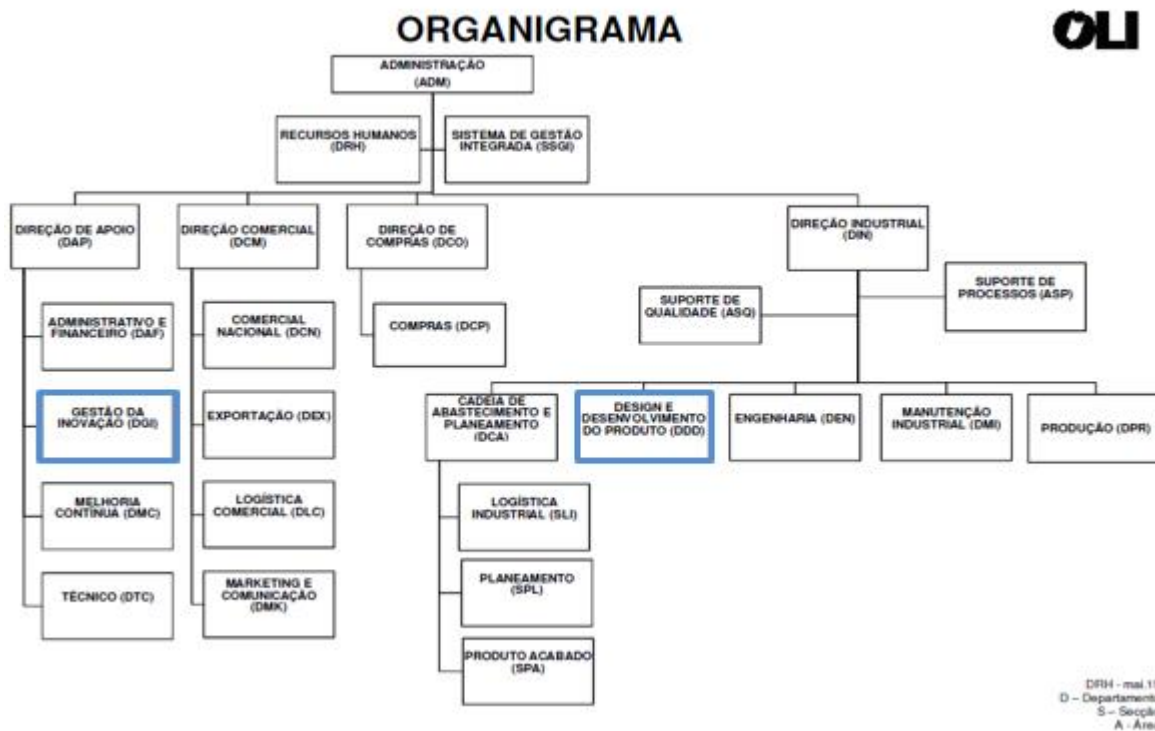 ORGANIGRAMA
OLI
ADMINISTRAÇÃO
(ADM)
RECURSOS HUMANOS
(DRH)
SISTEMA DE GESTÃO
INTEGRADA (SSGI)
DIREÇÃO DE APOIO
(DAP)
DIREÇÃO COMERCIAL
(DCM)
DIREÇÃO DE
COMPRAS (DCO)
DIREÇÃO INDUSTRIAL
(DIN)
SUPORTE DE
QUALIDADE (ASQ)
SUPORTE DE
PROCESSOS (ASP)
ADMINISTRATIVO E
FINANCEIRO (DAF)
COMERCIAL
NACIONAL (DCN)
COMPRAS (DCP)
GESTÃO DA
INOVAÇÃO (DGI)
EXPORTAÇÃO (DEX)
CADEIA DE
ABASTECIMENTO E
PLANEAMENTO (DCA)
DESIGN E
DESENVOLVIMENTO
DO PRODUTO (DDD)
ENGENHARIA (DEN)
MANUTENÇÃO
INDUSTRIAL (DMI)
PRODUÇÃO (DPR)
MELHORIA
CONTÍNUA (DMC)
LOGÍSTICA
COMERCIAL (DLC)
LOGÍSTICA
INDUSTRIAL (SLI)
TÉCNICO (DTC)
MARKETING E
COMUNICAÇÃO
(DMK)
PLANEAMENTO
(SPL)
PRODUTO ACABADO
(SPA)
DRH - mai.
D – Departamento
S – Secção
A - Área